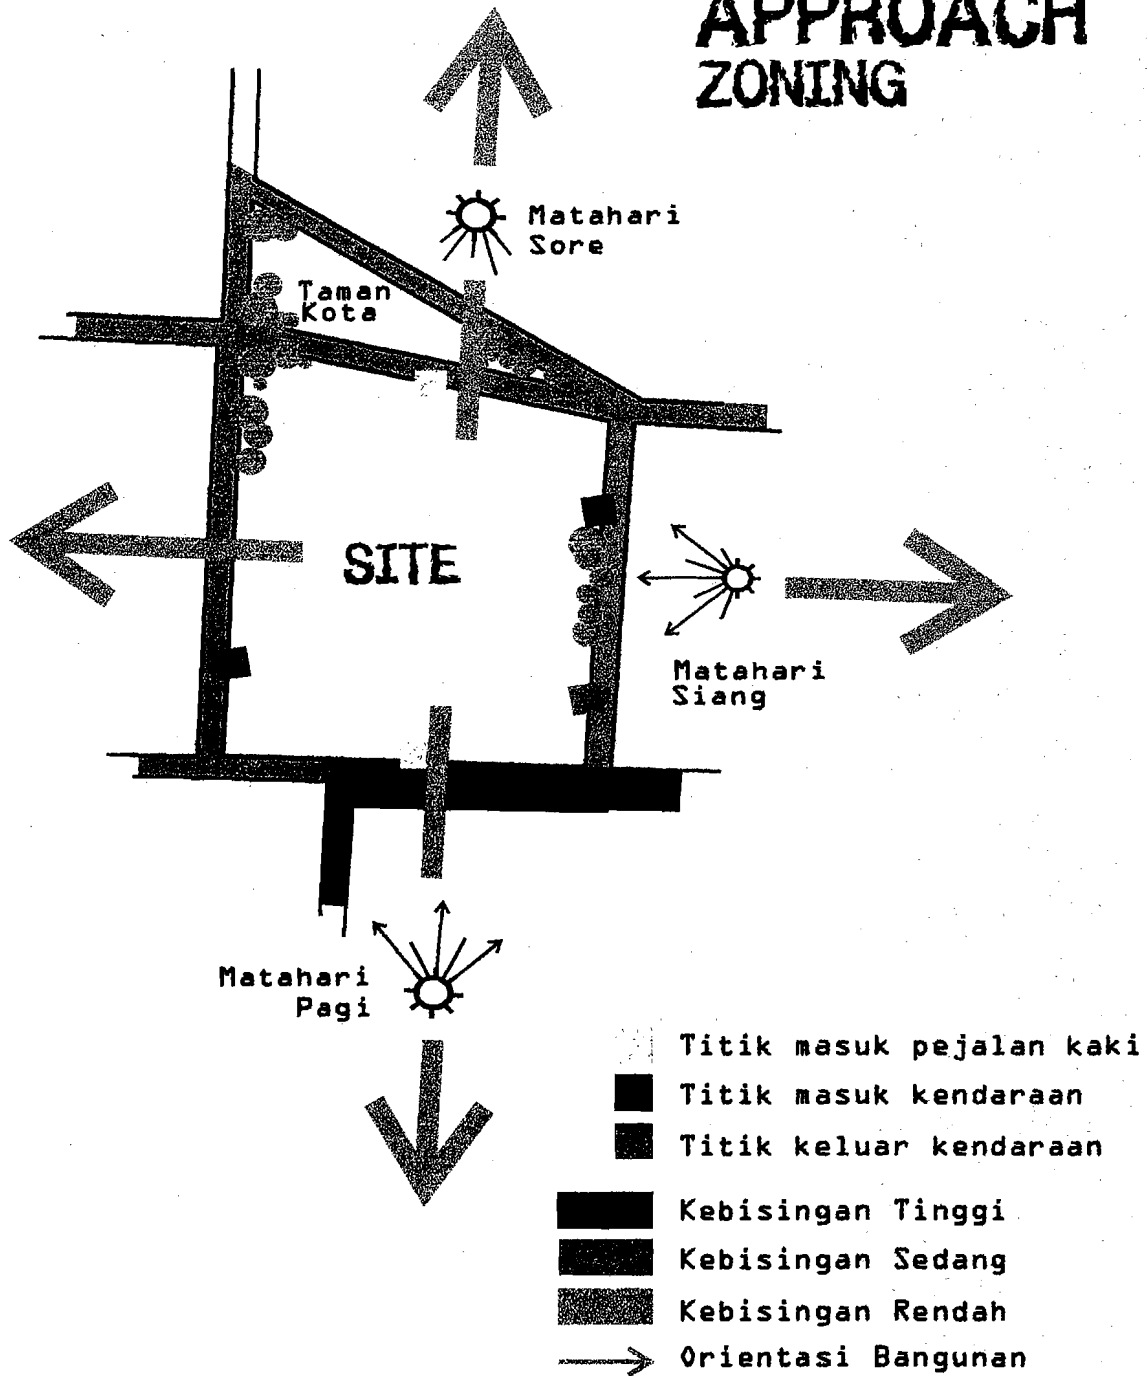 APPROACH
ZONING
Matahari
Sore
Taman
Kota
SITE
Matahari
Siang
Matahari
Pagi
Titik masuk pejalan kaki
Titik masuk kendaraan
Titik keluar kendaraan
Kebisingan Tinggi
Kebisingan Sedang
Kebisingan Rendah
Orientasi Bangunan